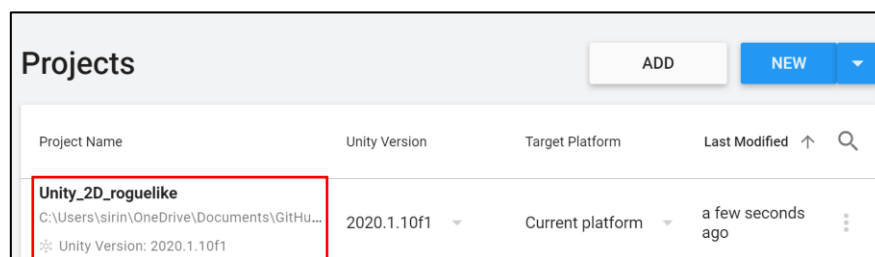 Projects
ADD
NEW
Project Name
Unity Version
Target Platform
Last Modified
Unity_2D_roguelike
C:\Users\sirin\OneDrive\Documents\GitHu...
Unity Version: 2020.1.10f1
2020.1.10f1
Current platform
a few seconds
ago